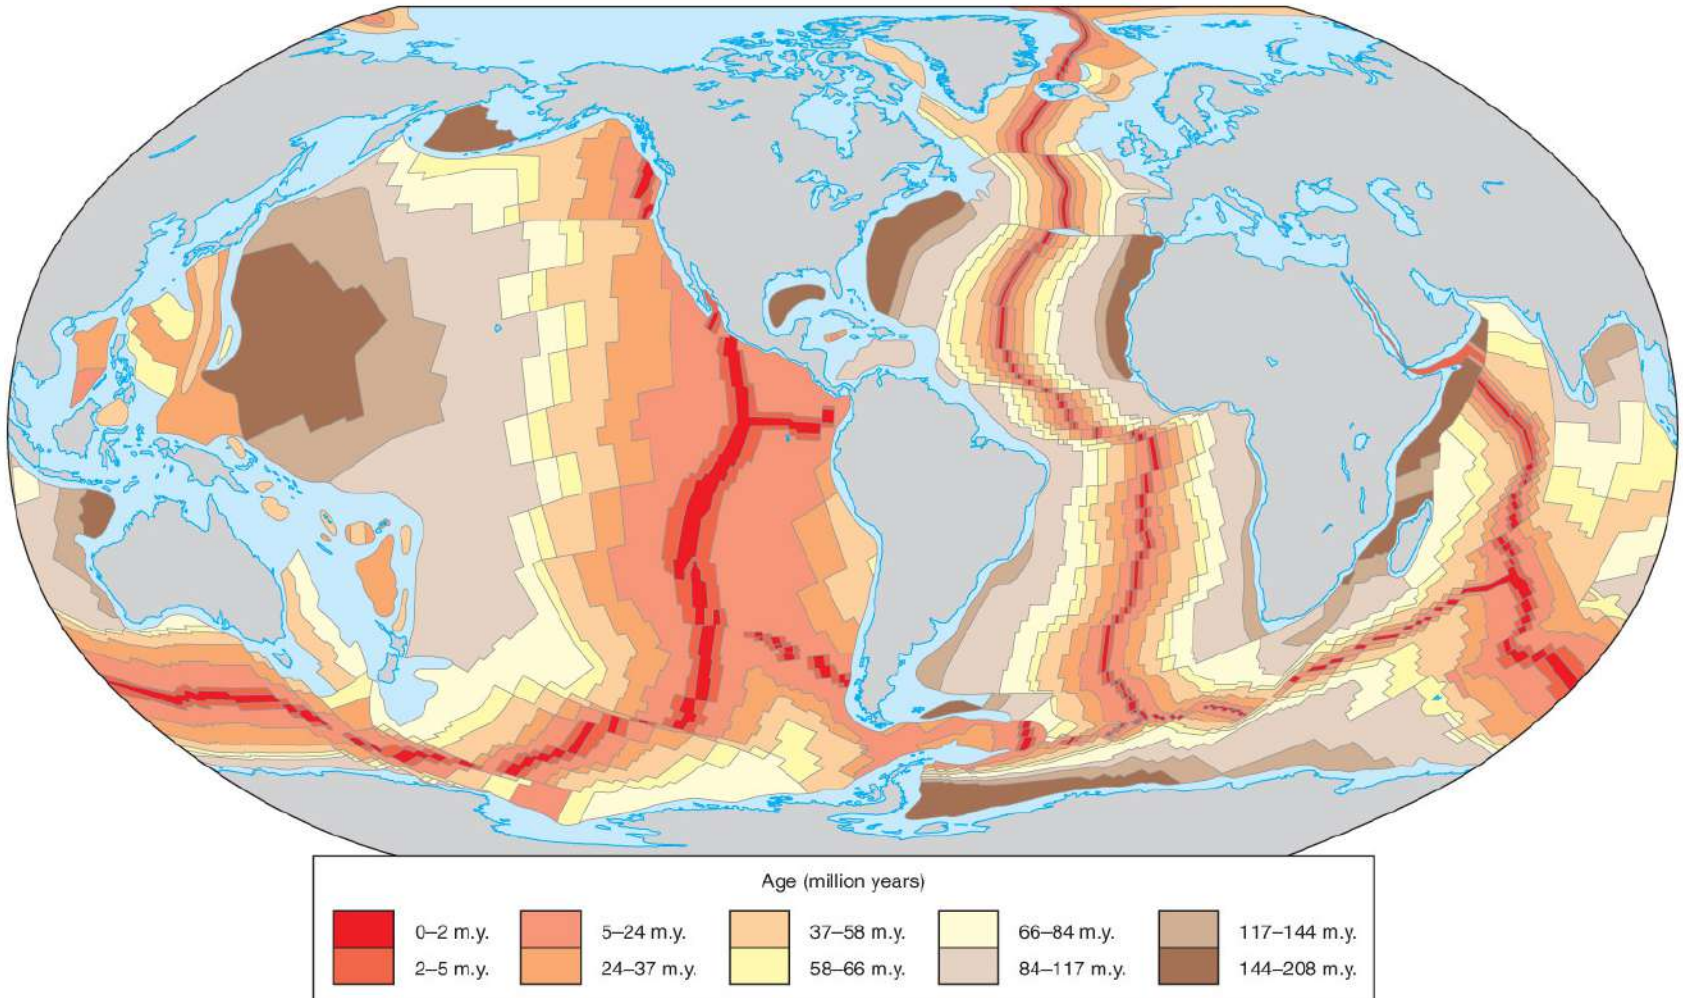 Age (million years)
0–2 m.y. 5–24 m.y. 37–58 m.y. 66–84 m.y. 117–144 m.y.
2–5 m.y. 24–37 m.y. 58–66 m.y. 84–117 m.y. 144–208 m.y.